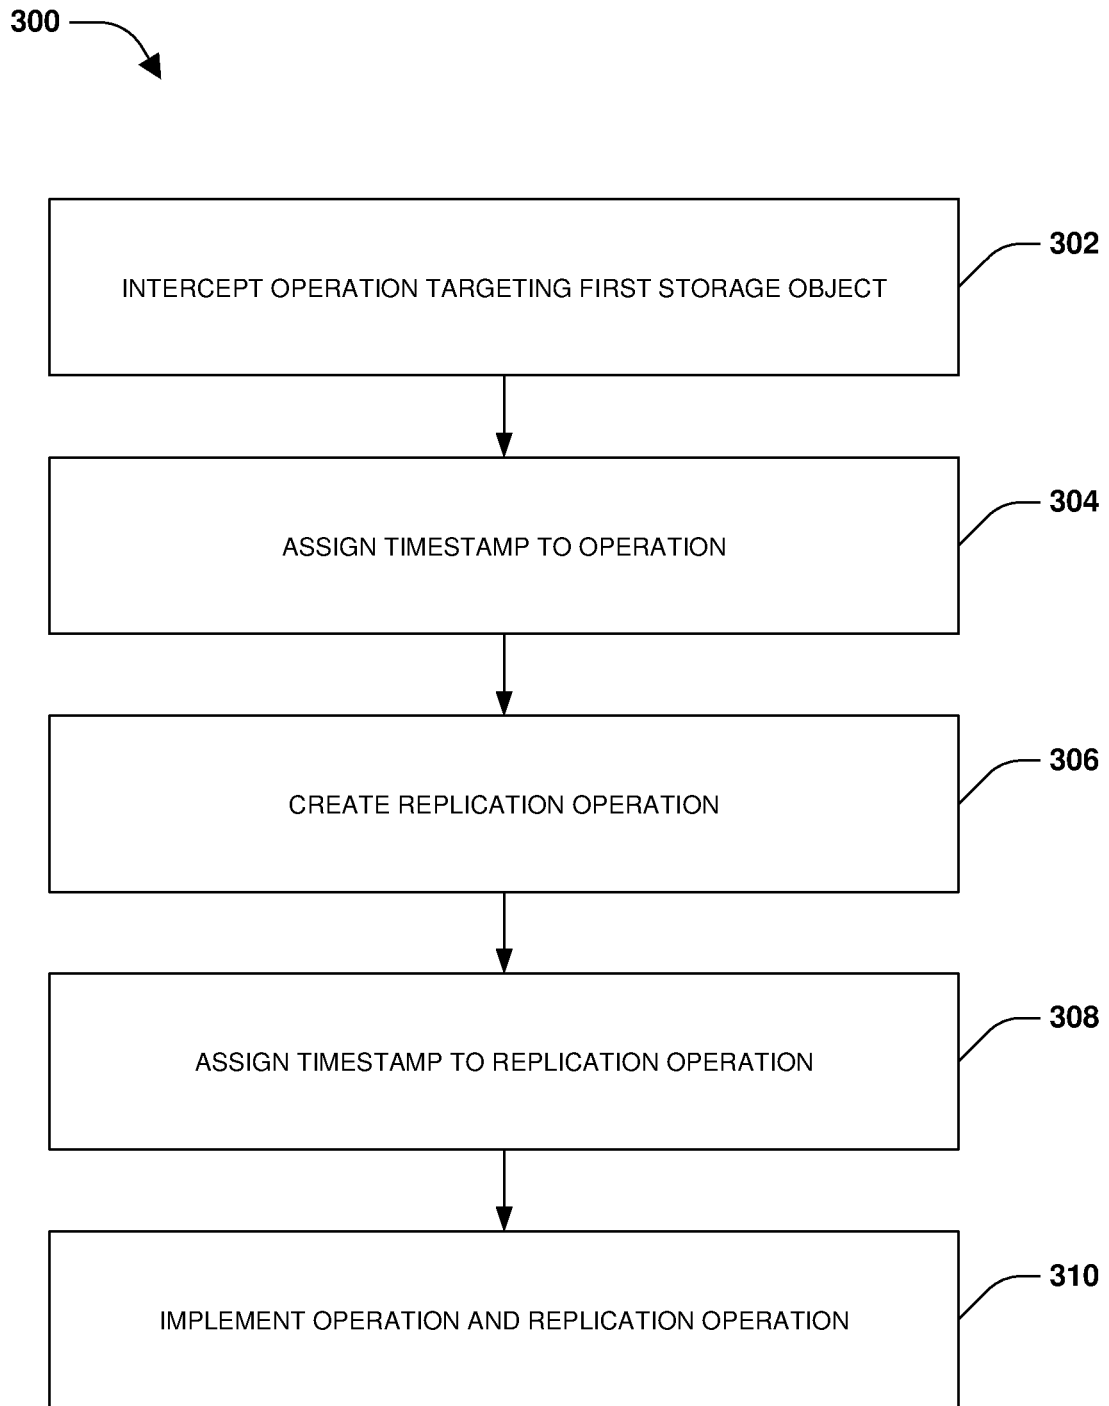 300
302
INTERCEPT OPERATION TARGETING FIRST STORAGE OBJECT
304
ASSIGN TIMESTAMP TO OPERATION
306
CREATE REPLICATION OPERATION
308
ASSIGN TIMESTAMP TO REPLICATION OPERATION
310
IMPLEMENT OPERATION AND REPLICATION OPERATION